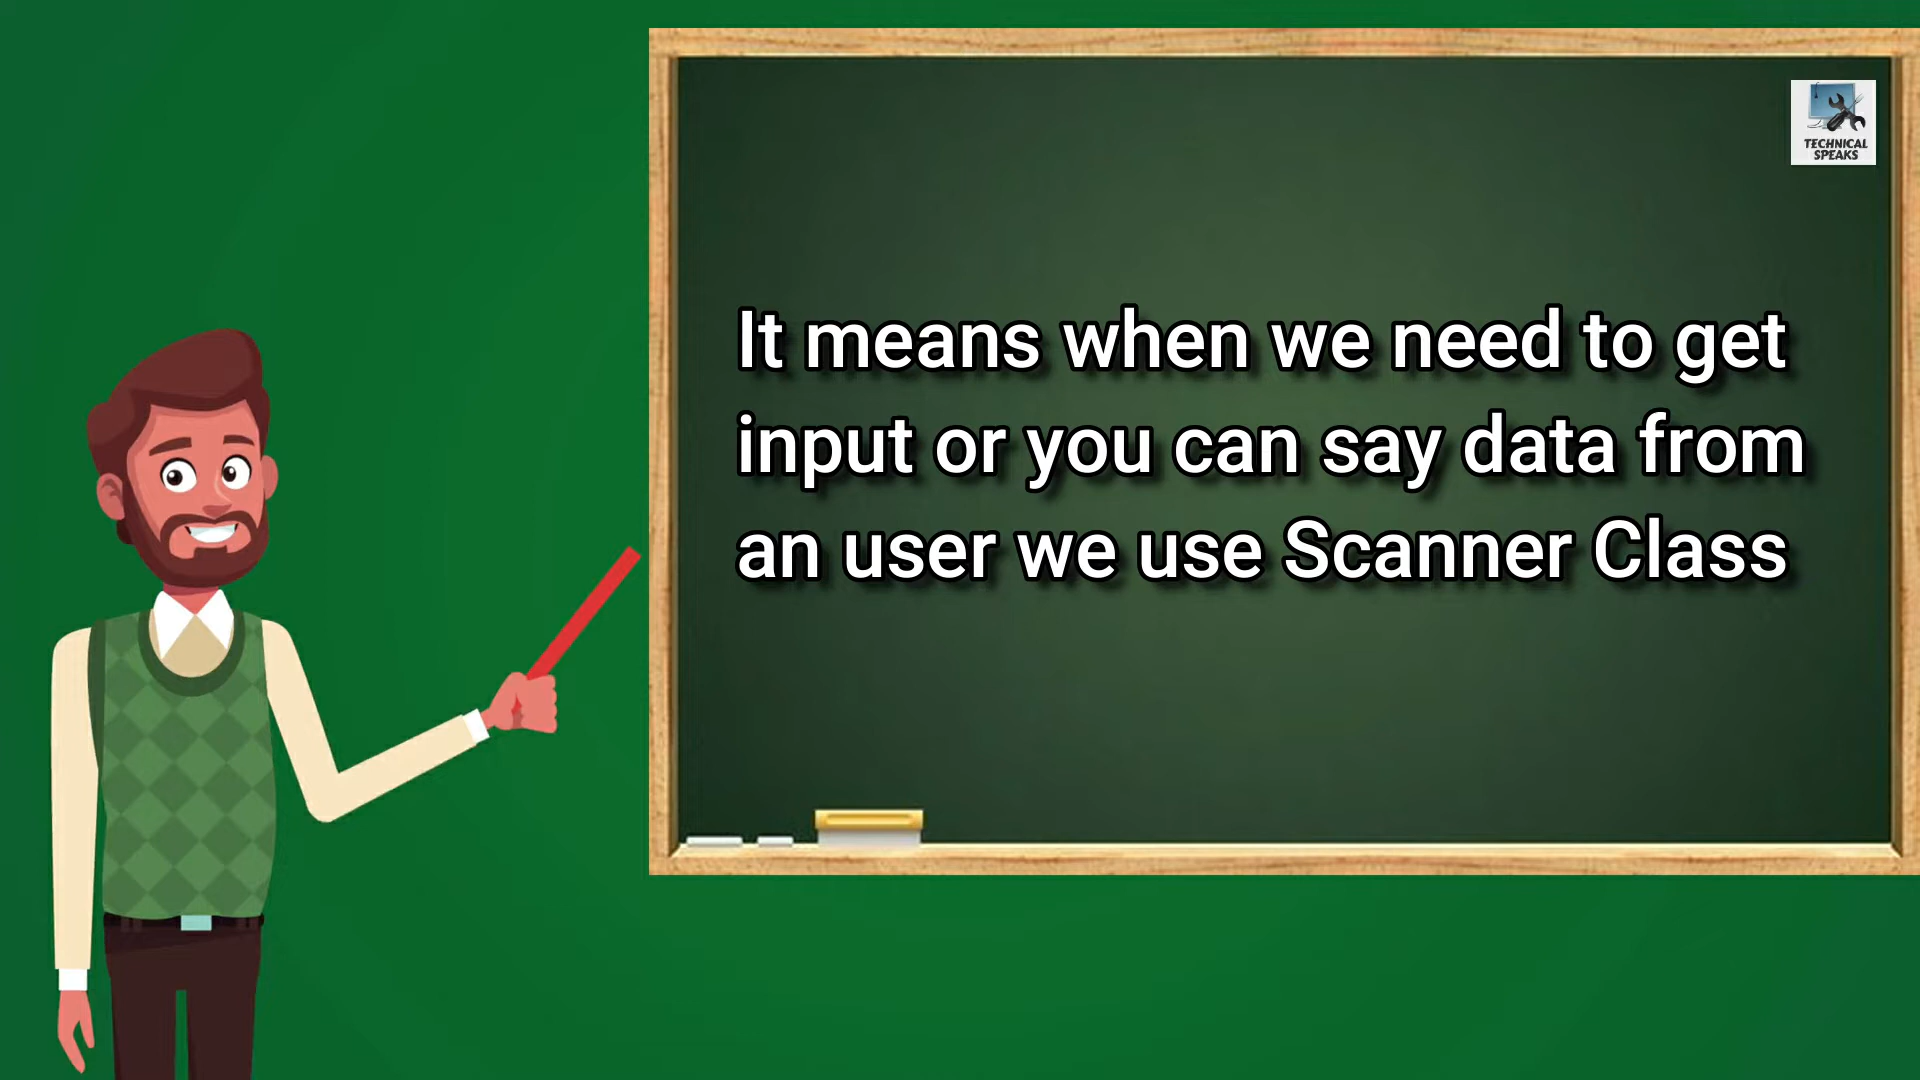 TECHNICAL
SPEAKS
It means when we need to get
input or you can say data from
an user we use Scanner Class